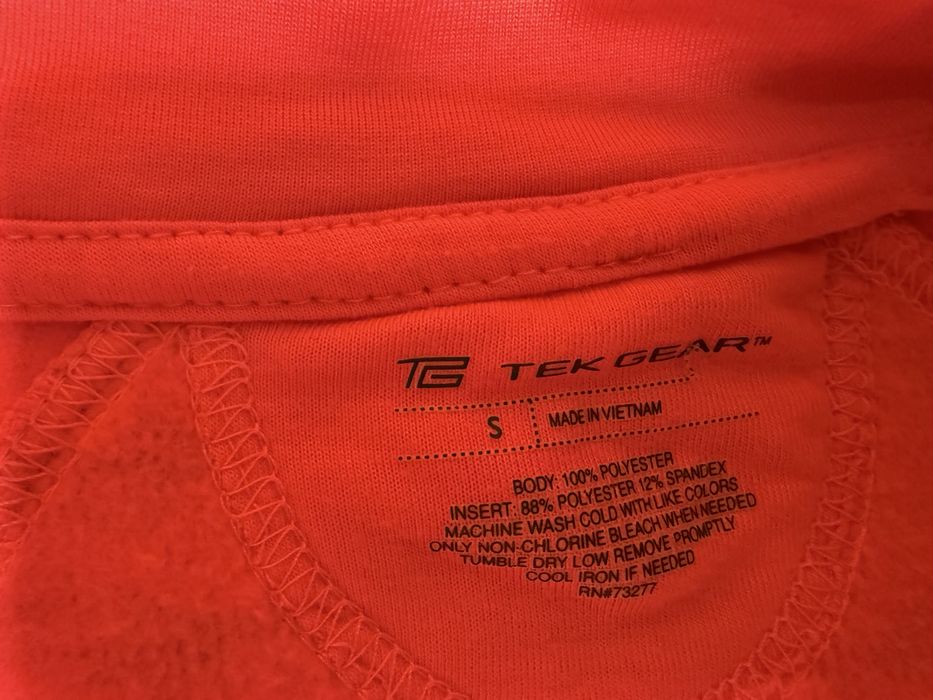 TG TEK GEAR™
S MADE IN VIETNAM
BODY: 100% POLYESTER
INSERT: 88% POLYESTER 12% SPANDEX
MACHINE WASH COLD WITH LIKE COLORS
ONLY NON-CHLORINE BLEACH WHEN NEEDED
TUMBLE DRY LOW REMOVE PROMPTLY
COOL IRON IF NEEDED
RN#73277